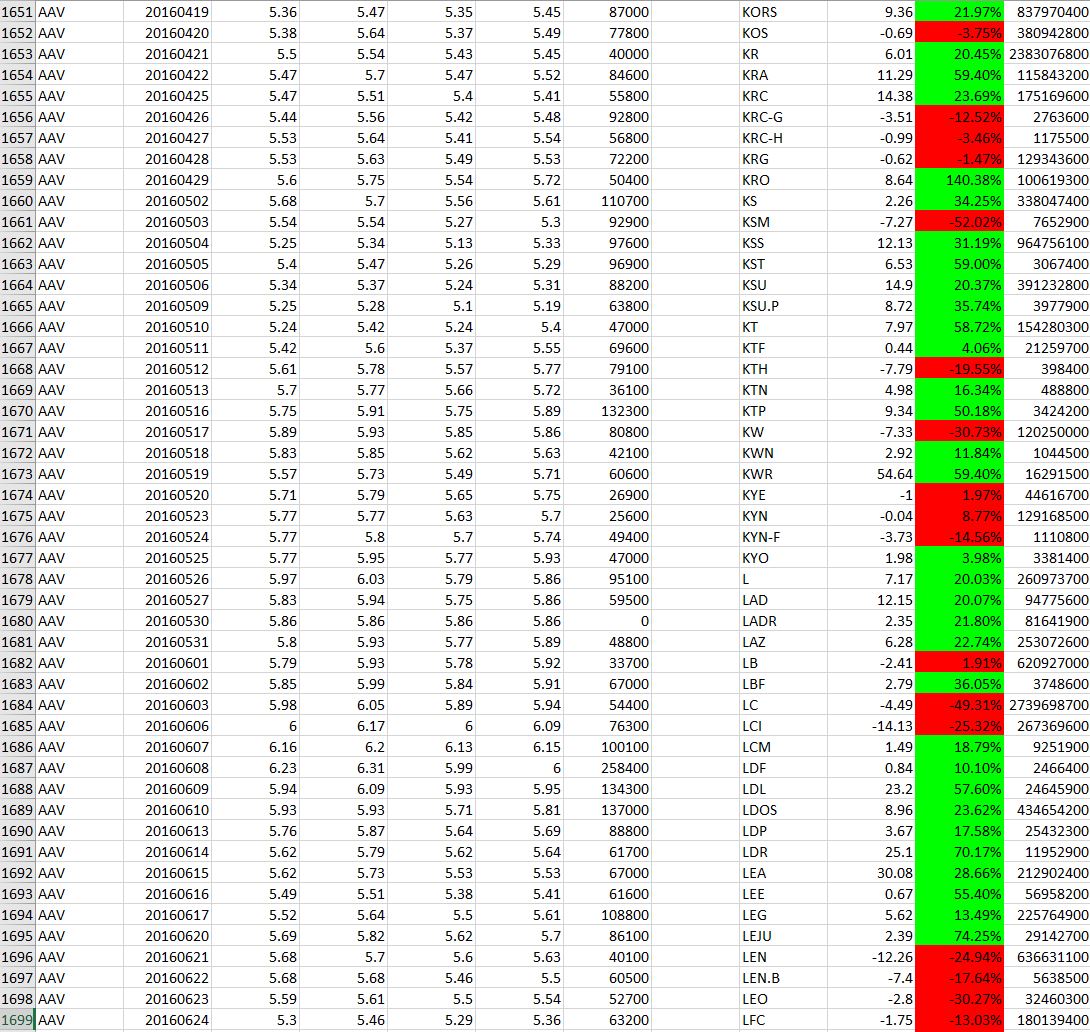 1651 AAV 20160419 5.36 5.47 5.35 5.45 87000 KORS 9.36 21.97% 837970400
1652 AAV 20160420 5.38 5.64 5.37 5.49 77800 KOS -0.69 -3.75% 380942800
1653 AAV 20160421 5.5 5.54 5.43 5.45 40000 KR 6.01 20.45% 2383076800
1654 AAV 20160422 5.47 5.7 5.47 5.52 84600 KRA 11.29 59.40% 115843200
1655 AAV 20160425 5.47 5.51 5.4 5.41 55800 KRC 14.38 23.69% 175169600
1656 AAV 20160426 5.44 5.56 5.42 5.48 92800 KRC-G -3.51 -12.52% 2763600
1657 AAV 20160427 5.53 5.64 5.41 5.54 56800 KRC-H -0.99 -3.46% 1175500
1658 AAV 20160428 5.53 5.63 5.49 5.53 72200 KRG -0.62 -1.47% 129343600
1659 AAV 20160429 5.6 5.75 5.54 5.72 50400 KRO 8.64 140.38% 100619300
1660 AAV 20160502 5.68 5.7 5.56 5.61 110700 KS 2.26 34.25% 338047400
1661 AAV 20160503 5.54 5.54 5.27 5.3 92900 KSM -7.27 -52.02% 7652900
1662 AAV 20160504 5.25 5.34 5.13 5.33 97600 KSS 12.13 31.19% 964756100
1663 AAV 20160505 5.4 5.47 5.26 5.29 96900 KST 6.53 59.00% 3067400
1664 AAV 20160506 5.34 5.37 5.24 5.31 88200 KSU 14.9 20.37% 391232800
1665 AAV 20160509 5.25 5.28 5.1 5.19 63800 KSU.P 8.72 35.74% 3977900
1666 AAV 20160510 5.24 5.42 5.24 5.4 47000 KT 7.97 58.72% 154280300
1667 AAV 20160511 5.42 5.6 5.37 5.55 69600 KTF 0.44 4.06% 21259700
1668 AAV 20160512 5.61 5.78 5.57 5.77 79100 KTH -7.79 -19.55% 398400
1669 AAV 20160513 5.7 5.77 5.66 5.72 36100 KTN 4.98 16.34% 488800
1670 AAV 20160516 5.75 5.91 5.75 5.89 132300 KTP 9.34 50.18% 3424200
1671 AAV 20160517 5.89 5.93 5.85 5.86 80800 KW -7.33 -30.73% 120250000
1672 AAV 20160518 5.83 5.85 5.62 5.63 42100 KWN 2.92 11.84% 1044500
1673 AAV 20160519 5.57 5.73 5.49 5.71 60600 KWR 54.64 59.40% 16291500
1674 AAV 20160520 5.71 5.79 5.65 5.75 26900 KYE -1 1.97% 44616700
1675 AAV 20160523 5.77 5.77 5.63 5.7 25600 KYN -0.04 8.77% 129168500
1676 AAV 20160524 5.77 5.8 5.7 5.74 49400 KYN-F -3.73 -14.56% 1110800
1677 AAV 20160525 5.77 5.95 5.77 5.93 47000 KYO 1.98 3.98% 3381400
1678 AAV 20160526 5.97 6.03 5.79 5.86 95100 L 7.17 20.03% 260973700
1679 AAV 20160527 5.83 5.94 5.75 5.86 59500 LAD 12.15 20.07% 94775600
1680 AAV 20160530 5.86 5.86 5.86 5.86 0 LADR 2.35 21.80% 81641900
1681 AAV 20160531 5.8 5.93 5.77 5.89 48800 LAZ 6.28 22.74% 253072600
1682 AAV 20160601 5.79 5.93 5.78 5.92 33700 LB -2.41 1.91% 620927000
1683 AAV 20160602 5.85 5.99 5.84 5.91 67000 LBF 2.79 36.05% 3748600
1684 AAV 20160603 5.98 6.05 5.89 5.94 54400 LC -4.49 -49.31% 2739698700
1685 AAV 20160606 6 6.17 6 6.09 76300 LCI -14.13 -25.32% 267369600
1686 AAV 20160607 6.16 6.2 6.13 6.15 100100 LCM 1.49 18.79% 9251900
1687 AAV 20160608 6.23 6.31 5.99 6 258400 LDF 0.84 10.10% 2466400
1688 AAV 20160609 5.94 6.09 5.93 5.95 134300 LDL 23.2 57.60% 24645900
1689 AAV 20160610 5.93 5.93 5.71 5.81 137000 LDOS 8.96 23.62% 434654200
1690 AAV 20160613 5.76 5.87 5.64 5.69 88800 LDP 3.67 17.58% 25432300
1691 AAV 20160614 5.62 5.79 5.62 5.64 61700 LDR 25.1 70.17% 11952900
1692 AAV 20160615 5.62 5.73 5.53 5.53 67000 LEA 30.08 28.66% 212902400
1693 AAV 20160616 5.49 5.51 5.38 5.41 61600 LEE 0.67 55.40% 56958200
1694 AAV 20160617 5.52 5.64 5.5 5.61 108800 LEG 5.62 13.49% 225764900
1695 AAV 20160620 5.69 5.82 5.62 5.7 86100 LEJU 2.39 74.25% 29142700
1696 AAV 20160621 5.68 5.7 5.6 5.63 40100 LEN -12.26 -24.94% 636631100
1697 AAV 20160622 5.68 5.68 5.46 5.5 60500 LEN.B -7.4 -17.64% 5638500
1698 AAV 20160623 5.59 5.61 5.5 5.54 52700 LEO -2.8 -30.27% 32460300
1699 AAV 20160624 5.3 5.46 5.29 5.36 63200 LFC -1.75 -13.03% 180139400